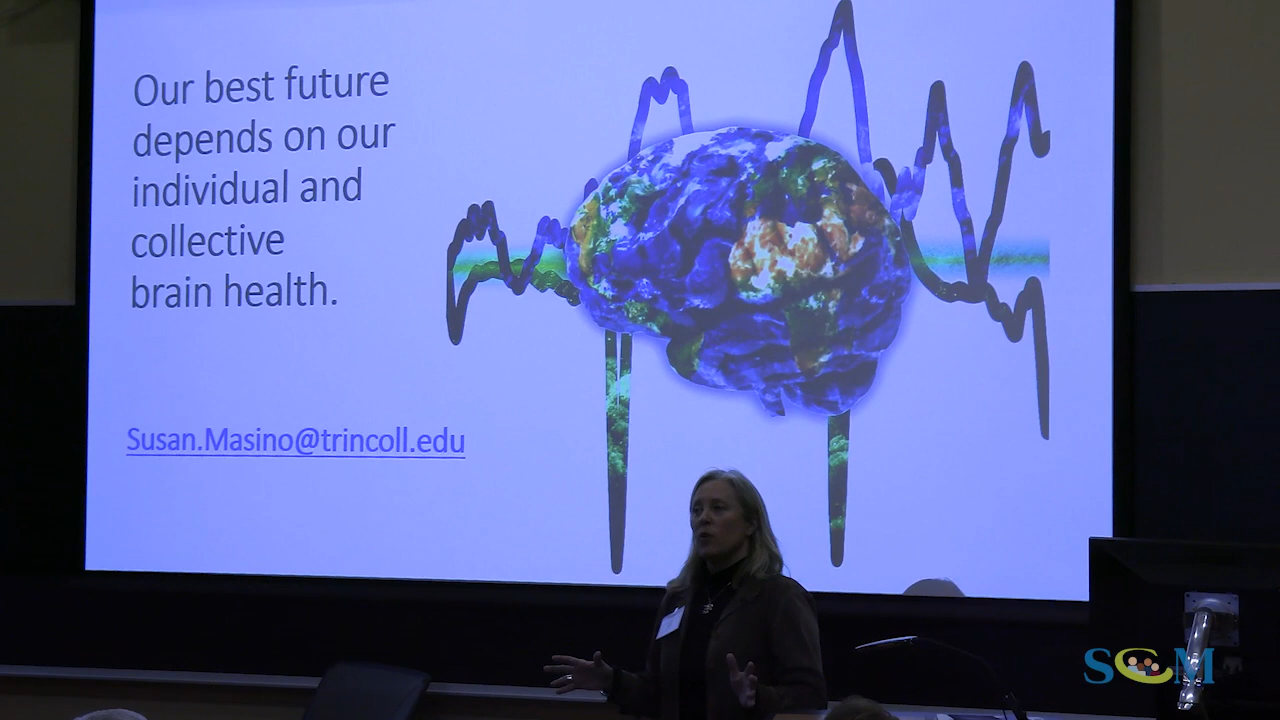 Our best future
depends on our
individual and
collective
brain health.
Susan.Masino@trincoll.edu
SCM